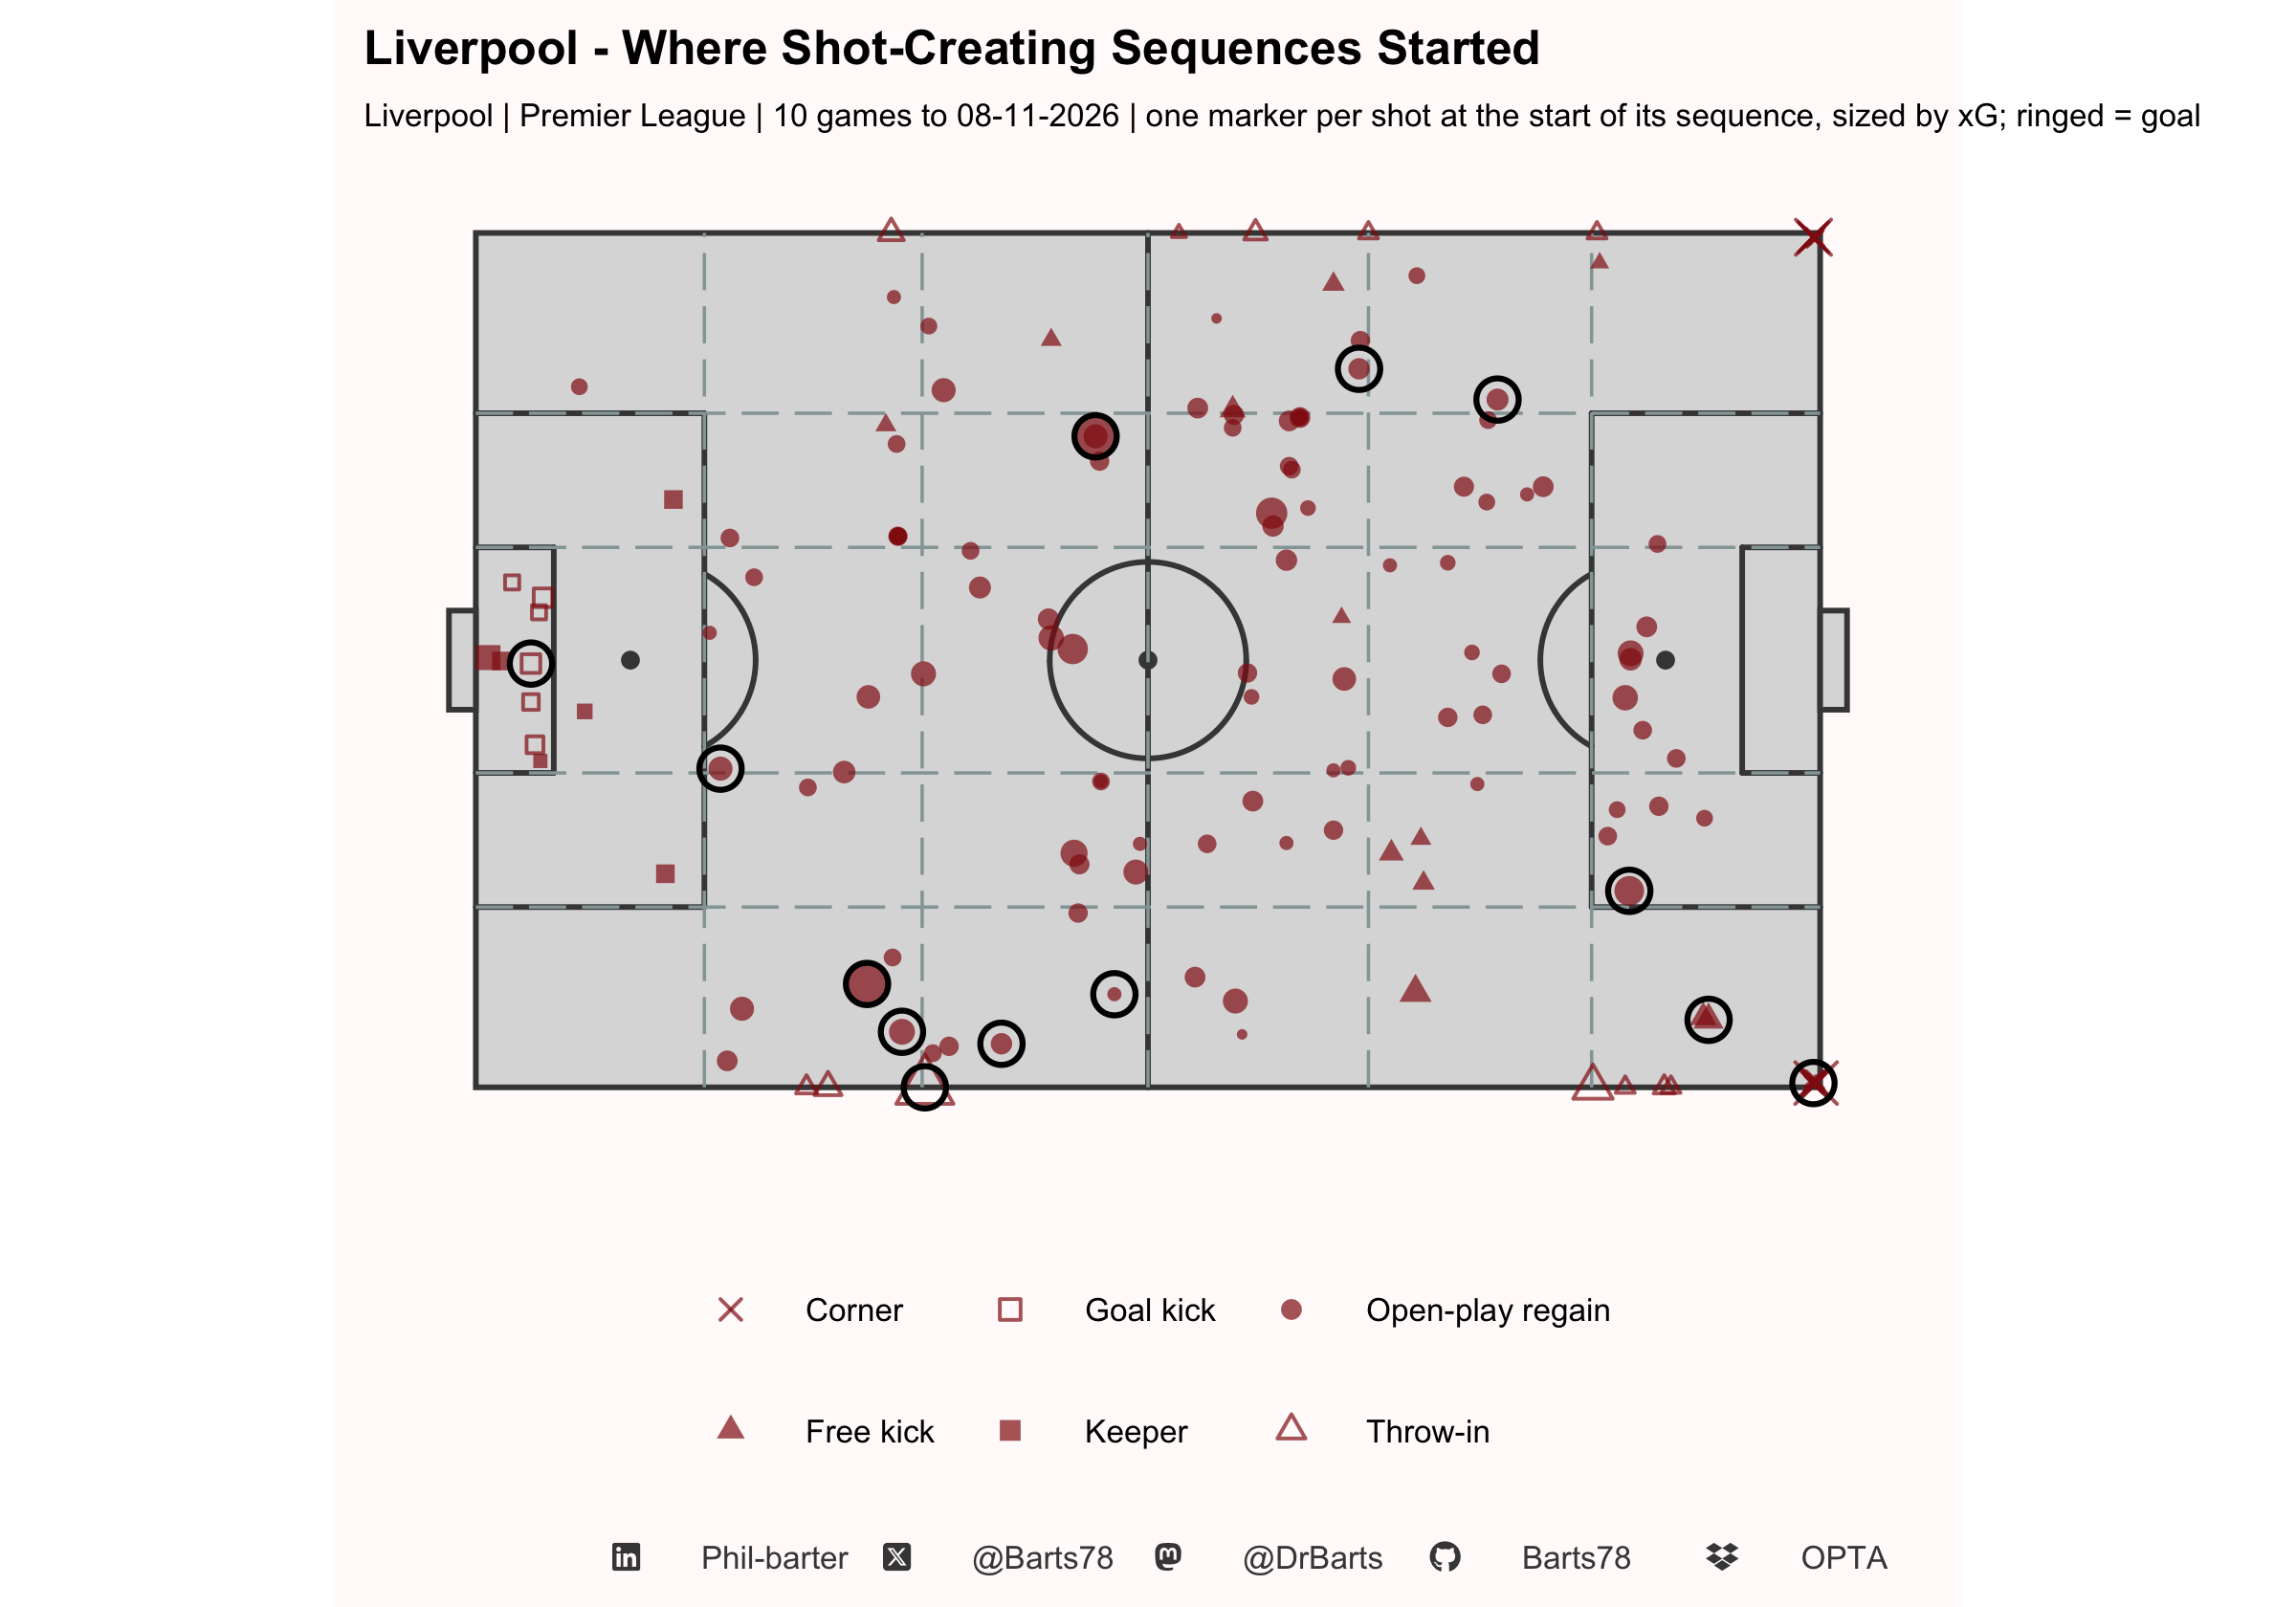 Liverpool - Where Shot-Creating Sequences Started
Liverpool | Premier League | 10 games to 08-11-2026 | one marker per shot at the start of its sequence, sized by xG; ringed = goal
Corner Goal kick Open-play regain
Free kick Keeper Throw-in
Phil-barter @Barts78 @DrBarts Barts78 OPTA